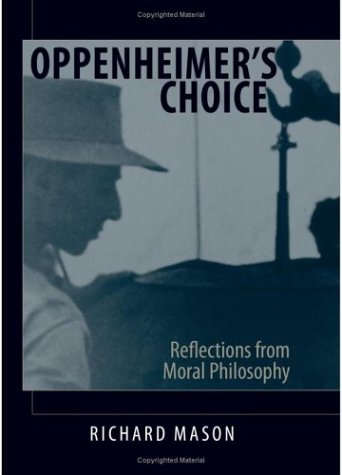 Copyrighted Material
OPPENHEIMER'S
CHOICE
Reflections from
Moral Philosophy
RICHARD MASON
Copyrighted Material